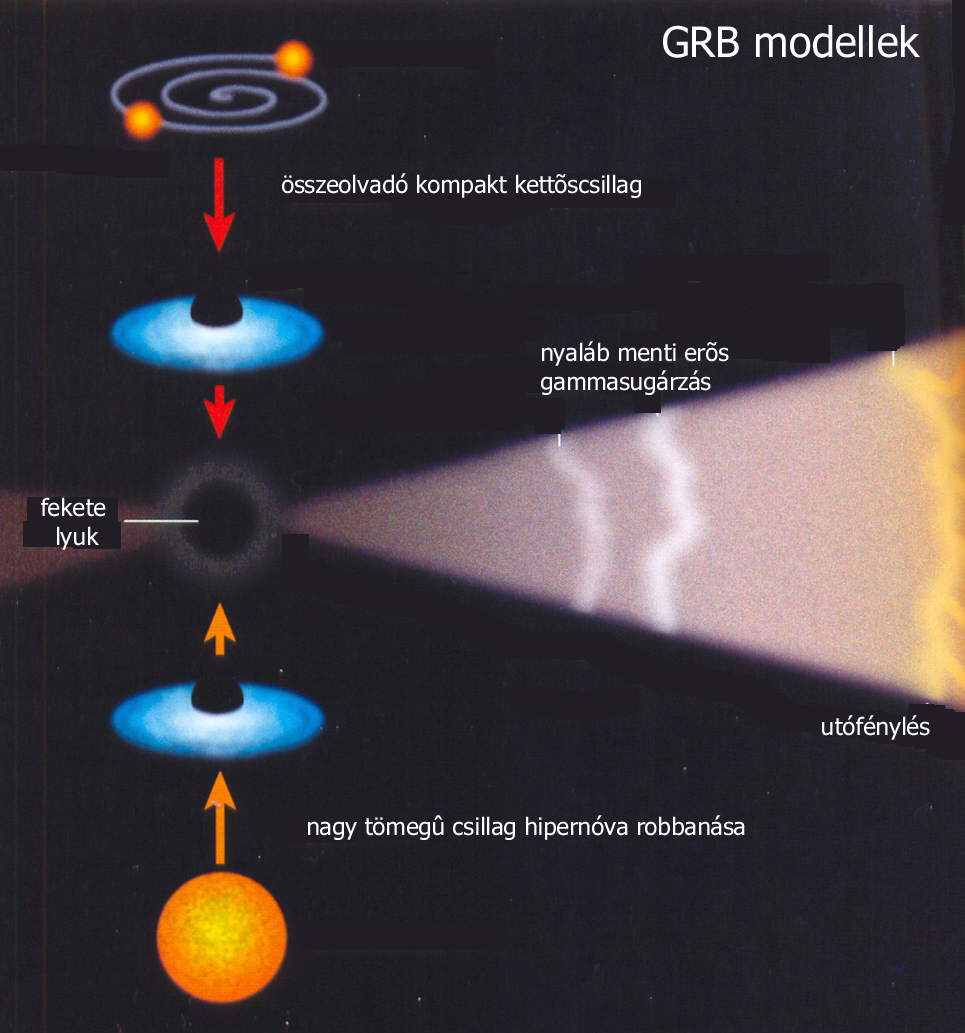 GRB modellek
összeolvadó kompakt kettõscsillag
nyaláb menti erõs
gammasugárzás
fekete
lyuk
utófénylés
nagy tömegû csillag hipernóva robbanása